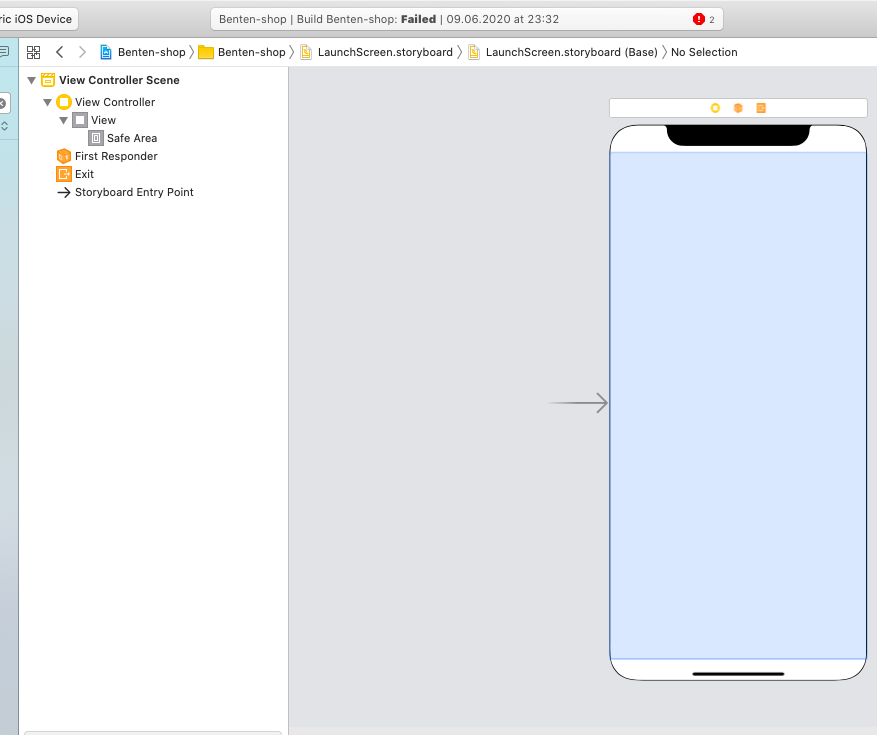 ric iOS Device
Benten-shop | Build Benten-shop: Failed | 09.06.2020 at 23:32
2
Benten-shop
Benten-shop
LaunchScreen.storyboard
LaunchScreen.storyboard (Base)
No Selection
View Controller Scene
View Controller
View
Safe Area
First Responder
Exit
Storyboard Entry Point